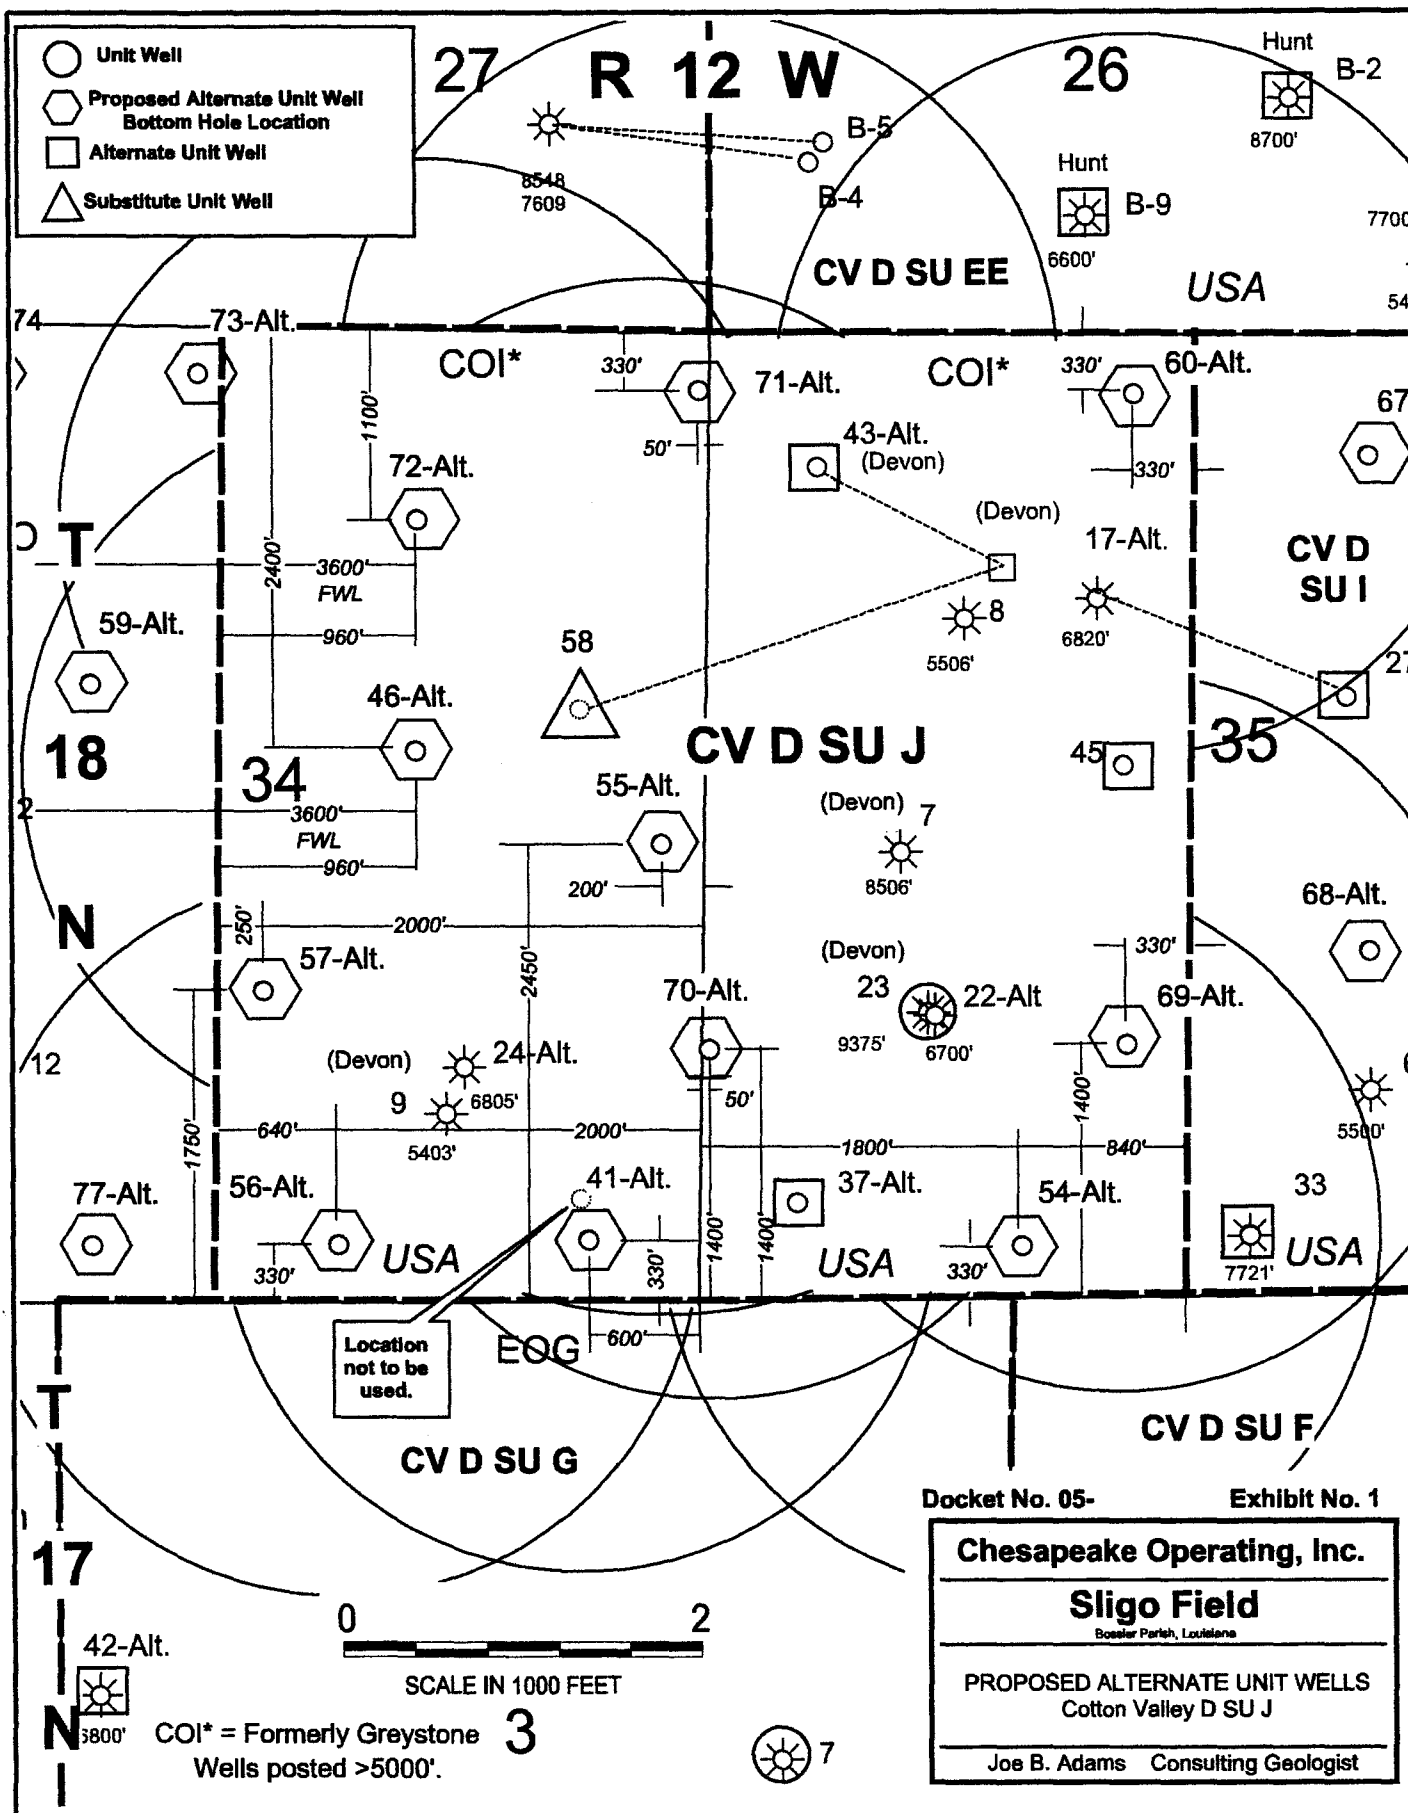 Unit Well
Proposed Alternate Unit Well
Bottom Hole Location
Alternate Unit Well
Substitute Unit Well
27
R 12 W
26
Hunt
B-2
8700'
B-5
B-4
8548
7609
Hunt
B-9
6600'
7700
CV D SU EE
USA
54
74
73-Alt.
COI*
330'
71-Alt.
COI*
330'
60-Alt.
67
1100'
50'
43-Alt.
(Devon)
330'
72-Alt.
(Devon)
17-Alt.
T
2400'
3600'
FWL
CV D
SU I
59-Alt.
960'
58
8
5506'
6820'
27
46-Alt.
18
34
CV D SU J
45
35
55-Alt.
3600'
FWL
(Devon)
7
2
960'
200'
8506'
68-Alt.
N
250'
2000'
57-Alt.
2450'
(Devon)
330'
70-Alt.
23
22-Alt
69-Alt.
9375'
6700'
12
(Devon)
24-Alt.
9
6805'
50'
1400'
5403'
5500'
1750'
640'
2000'
1800'
840'
77-Alt.
56-Alt.
41-Alt.
37-Alt.
54-Alt.
33
USA
330'
330'
1400'
1400'
USA
330'
7721'
USA
Location
not to be
used.
EOG
600'
T
CV D SU G
CV D SU F
17
Docket No. 05-
Exhibit No. 1
Chesapeake Operating, Inc.
Sligo Field
Bossier Parish, Louisiana
PROPOSED ALTERNATE UNIT WELLS
Cotton Valley D SU J
Joe B. Adams Consulting Geologist
0 2
SCALE IN 1000 FEET
42-Alt.
N
COI* = Formerly Greystone
Wells posted >5000'.
3
7